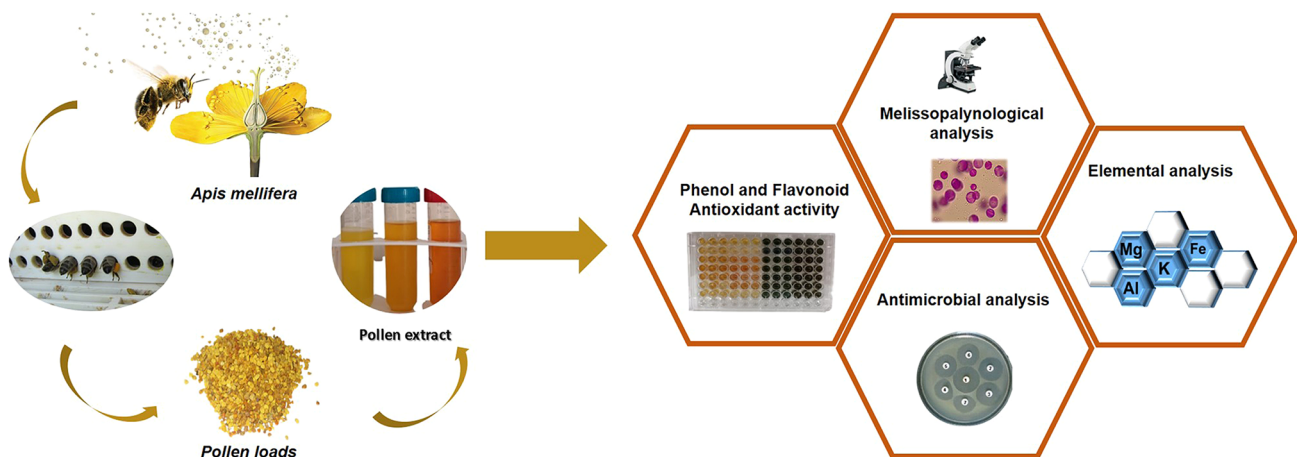 Apis mellifera
Pollen extract
Pollen loads
Phenol and Flavonoid
Antioxidant activity
Melissopalynological
analysis
Antimicrobial analysis
Elemental analysis
Mg
Fe
K
Al